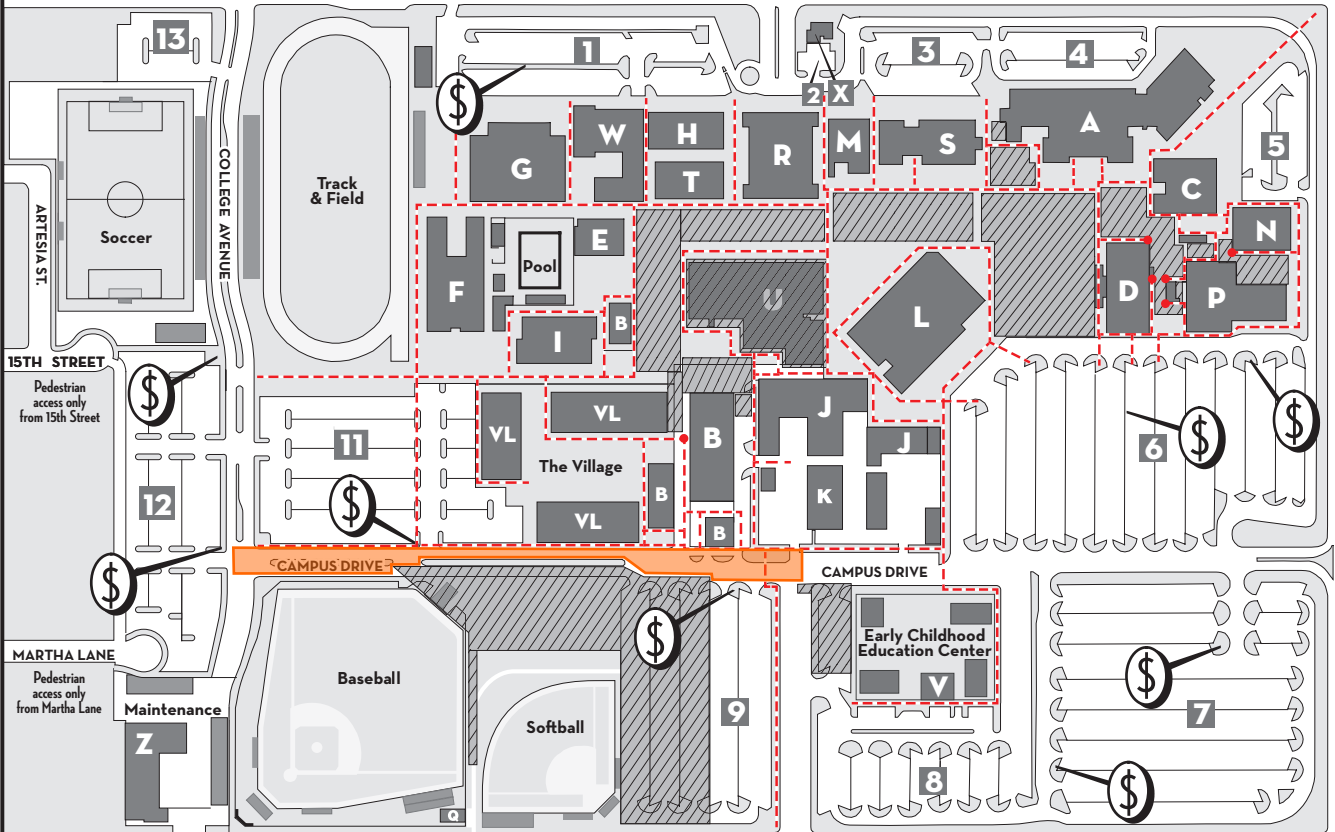 13
1
3
4
2
X
$
5
W
H
R
M
S
A
G
T
C
COLLEGE AVENUE
Track
& Field
ARTESIA ST.
Soccer
F
E
Pool
I
B
U
L
D
P
N
15TH STREET
Pedestrian
access only
from 15th Street
$
VL
VL
The Village
VL
B
B
B
J
J
K
6
$
$
11
$
12
$
CAMPUS DRIVE
CAMPUS DRIVE
$
Early Childhood
Education Center
V
MARTHA LANE
Pedestrian
access only
from Martha Lane
Maintenance
Z
Baseball
Softball
Q
9
8
$
7
$